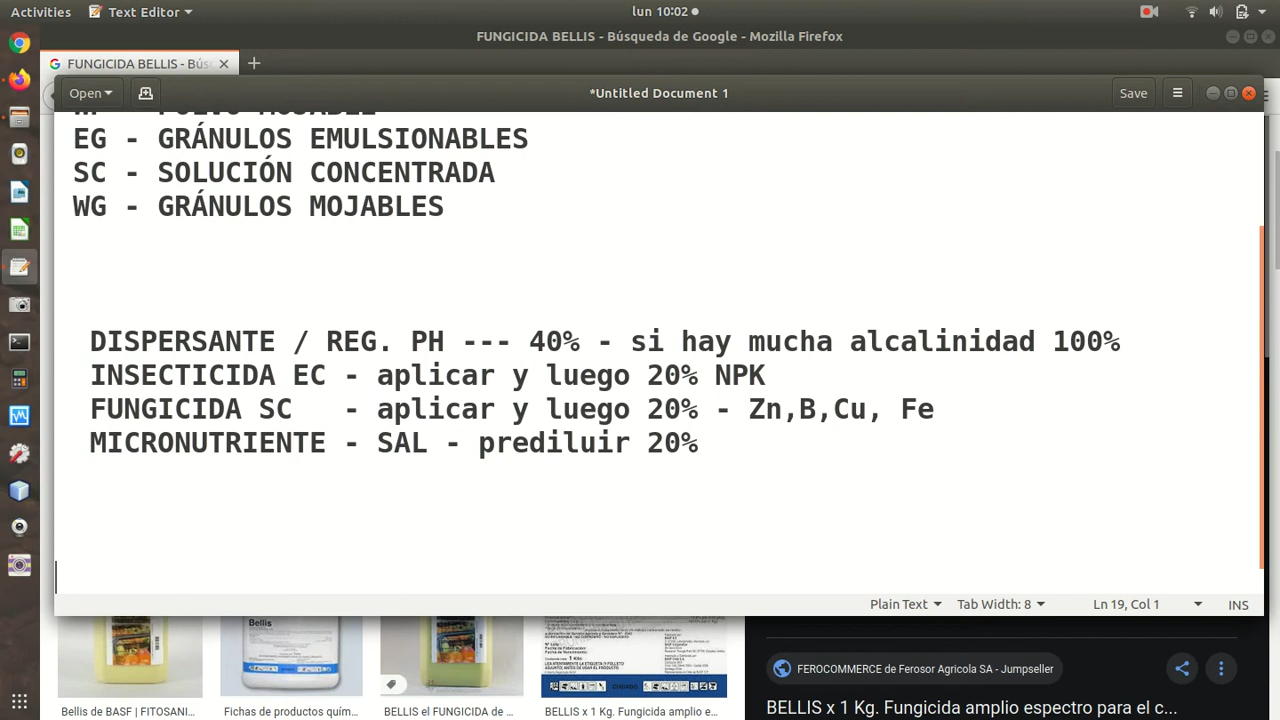 Activities Text Editor lun 10:02
FUNGICIDA BELLIS - Búsqueda de Google - Mozilla Firefox
FUNGICIDA BELLIS - Bús
Open *Untitled Document 1 Save
WP - POLVO MOJABLE
EG - GRÁNULOS EMULSIONABLES
SC - SOLUCIÓN CONCENTRADA
WG - GRÁNULOS MOJABLES
DISPERSANTE / REG. PH --- 40% - si hay mucha alcalinidad 100%
INSECTICIDA EC - aplicar y luego 20% NPK
FUNGICIDA SC - aplicar y luego 20% - Zn,B,Cu, Fe
MICRONUTRIENTE - SAL - prediluir 20%
Plain Text Tab Width: 8 Ln 19, Col 1 INS
Bellis
1 Kilo
FEROCOMMERCE de Ferosor Agricola SA - Jumpseller
Bellis de BASF | FITOSANI... Fichas de productos quím... BELLIS el FUNGICIDA de ... BELLIS x 1 Kg. Fungicida amplio e... BELLIS x 1 Kg. Fungicida amplio espectro para el c...